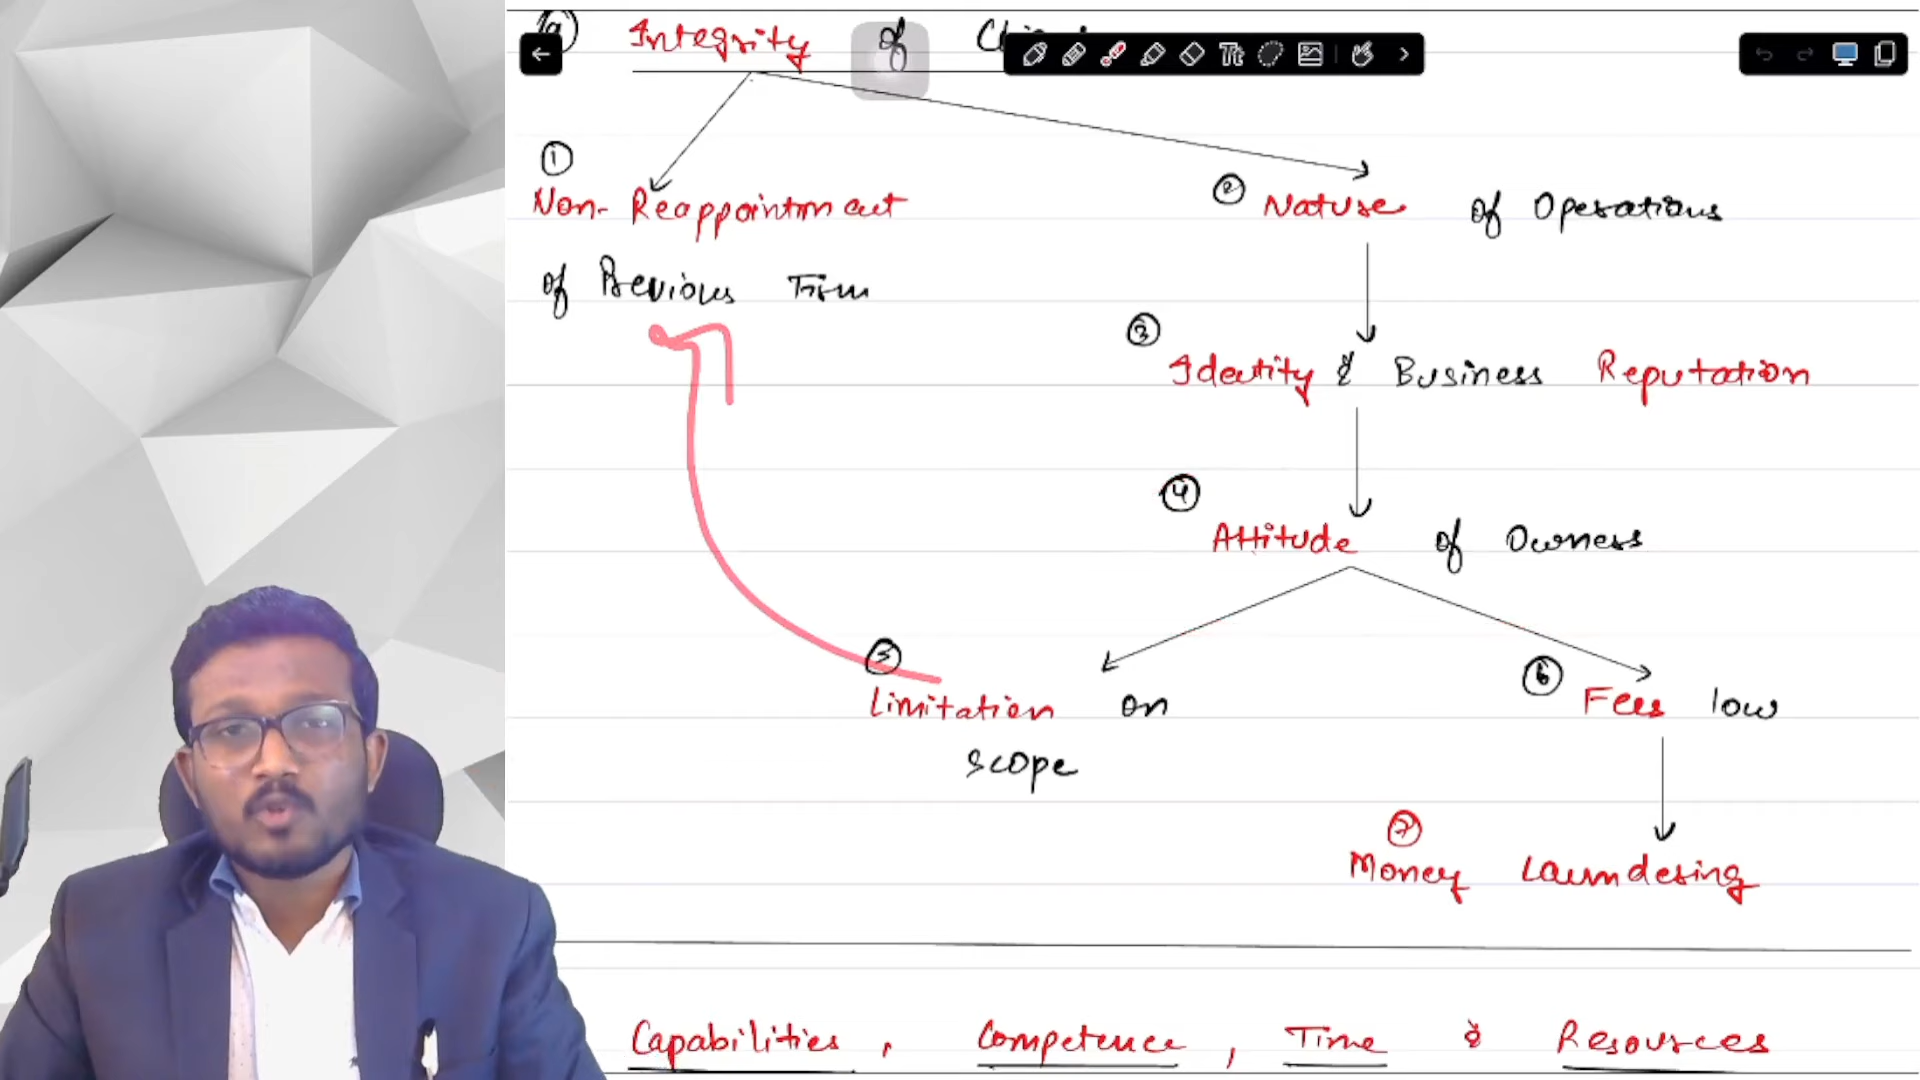 (a) Integrity of
①
Non-Reappointment
of Previous Firm
② Nature of Operations
③
Identity & Business Reputation
④
Attitude of Owners
⑤
Limitation on
scope
⑥ Fees low
⑦
Money Laundering
Capabilities, Competence, Time & Resources
Tt